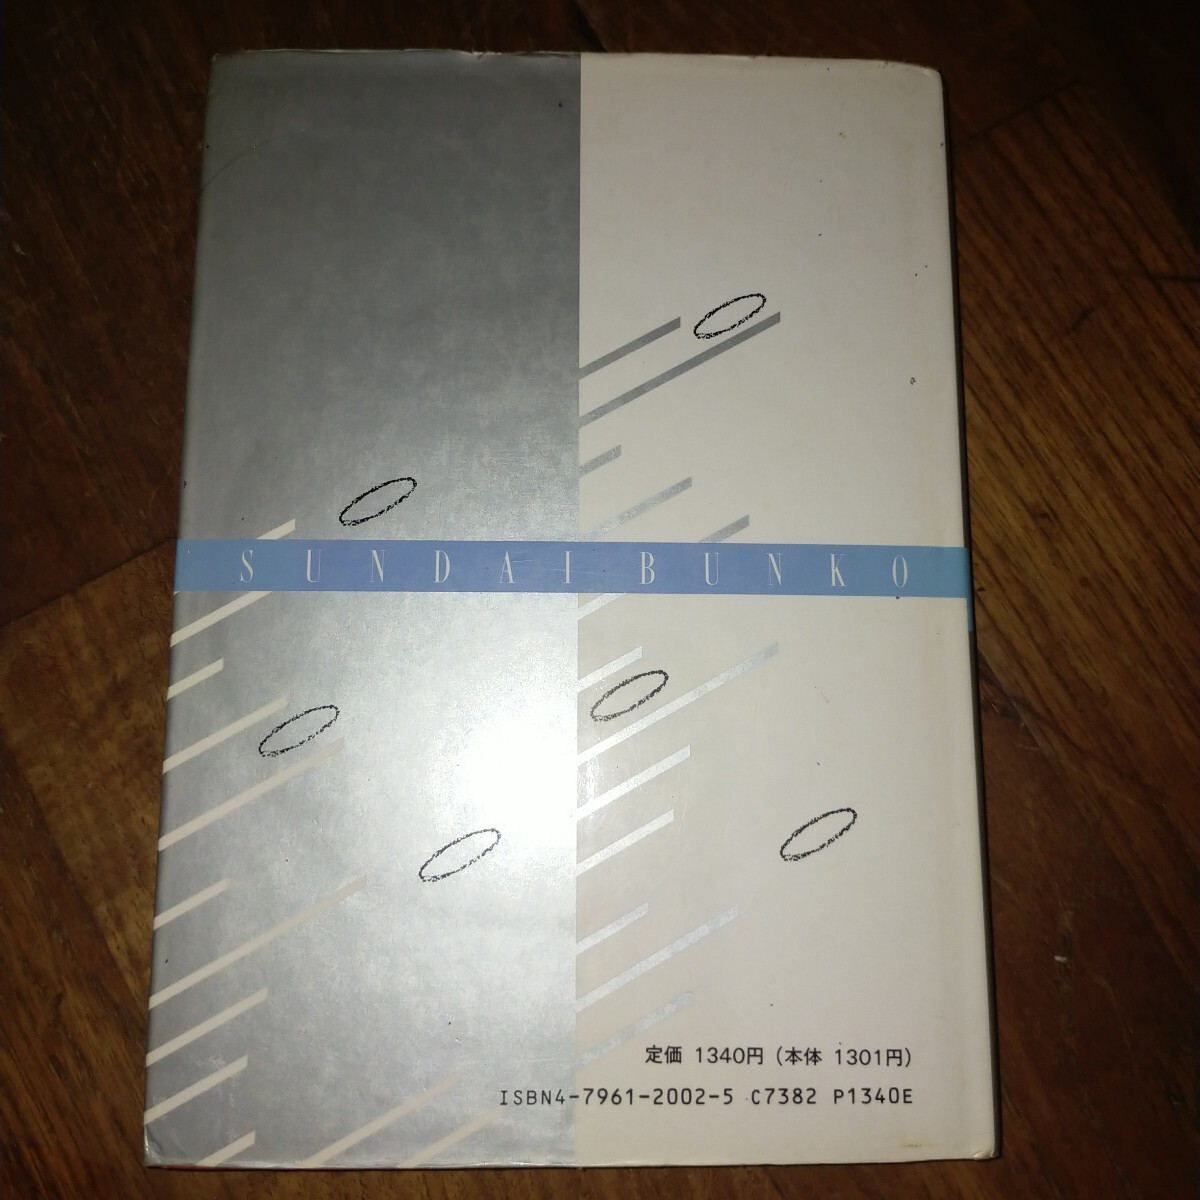 SUNDAI BUNKO
定価 1340円 (本体 1301円)
ISBN4-7961-2002-5 C7382 P1340E